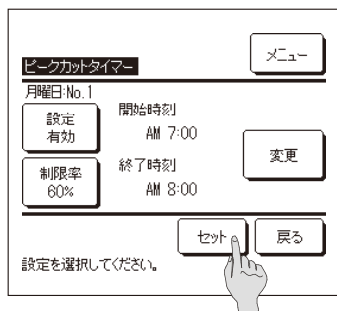 ピークカットタイマー
メニュー
月曜日:No.1
設定
有効
開始時刻
AM 7:00
変更
制限率
60%
終了時刻
AM 8:00
セット
戻る
設定を選択してください。